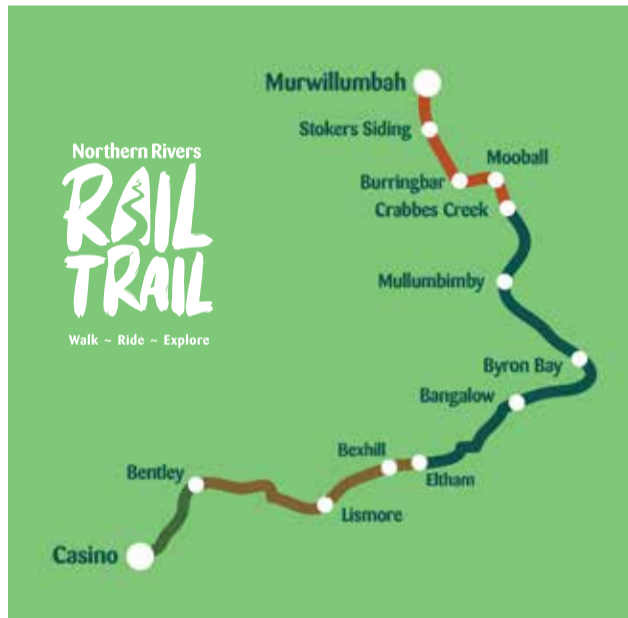 Murwillumbah
Stokers Siding
Northern Rivers
RAIL
TRAIL
Walk ~ Ride ~ Explore
Mooball
Burringbar
Crabbes Creek
Mullumbimby
Byron Bay
Bangalow
Bexhill
Eltham
Bentley
Lismore
Casino